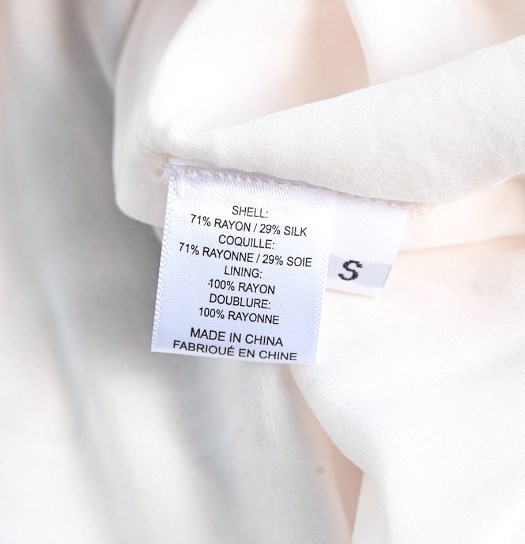 SHELL:
71% RAYON / 29% SILK
COQUILLE:
71% RAYONNE / 29% SOIE
LINING:
100% RAYON
DOUBLURE:
100% RAYONNE
MADE IN CHINA
FABRIQUÉ EN CHINE
S